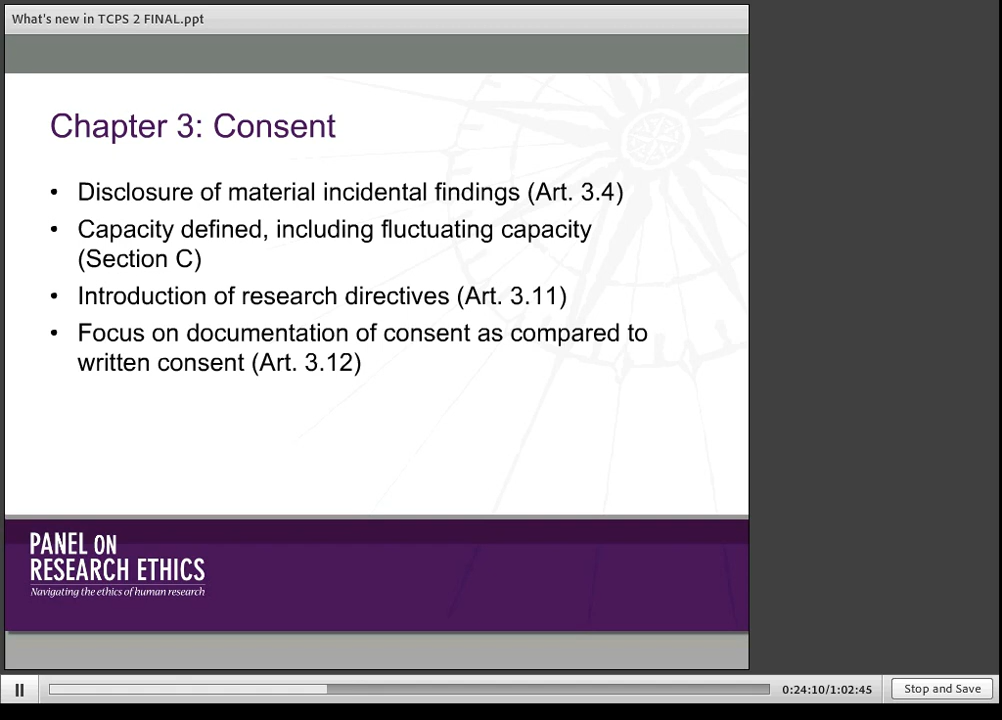 What's new in TCPS 2 FINAL.ppt
Chapter 3: Consent
• Disclosure of material incidental findings (Art. 3.4)
• Capacity defined, including fluctuating capacity
(Section C)
• Introduction of research directives (Art. 3.11)
• Focus on documentation of consent as compared to
written consent (Art. 3.12)
PANEL ON
RESEARCH ETHICS
Navigating the ethics of human research
0:24:10/1:02:45
Stop and Save